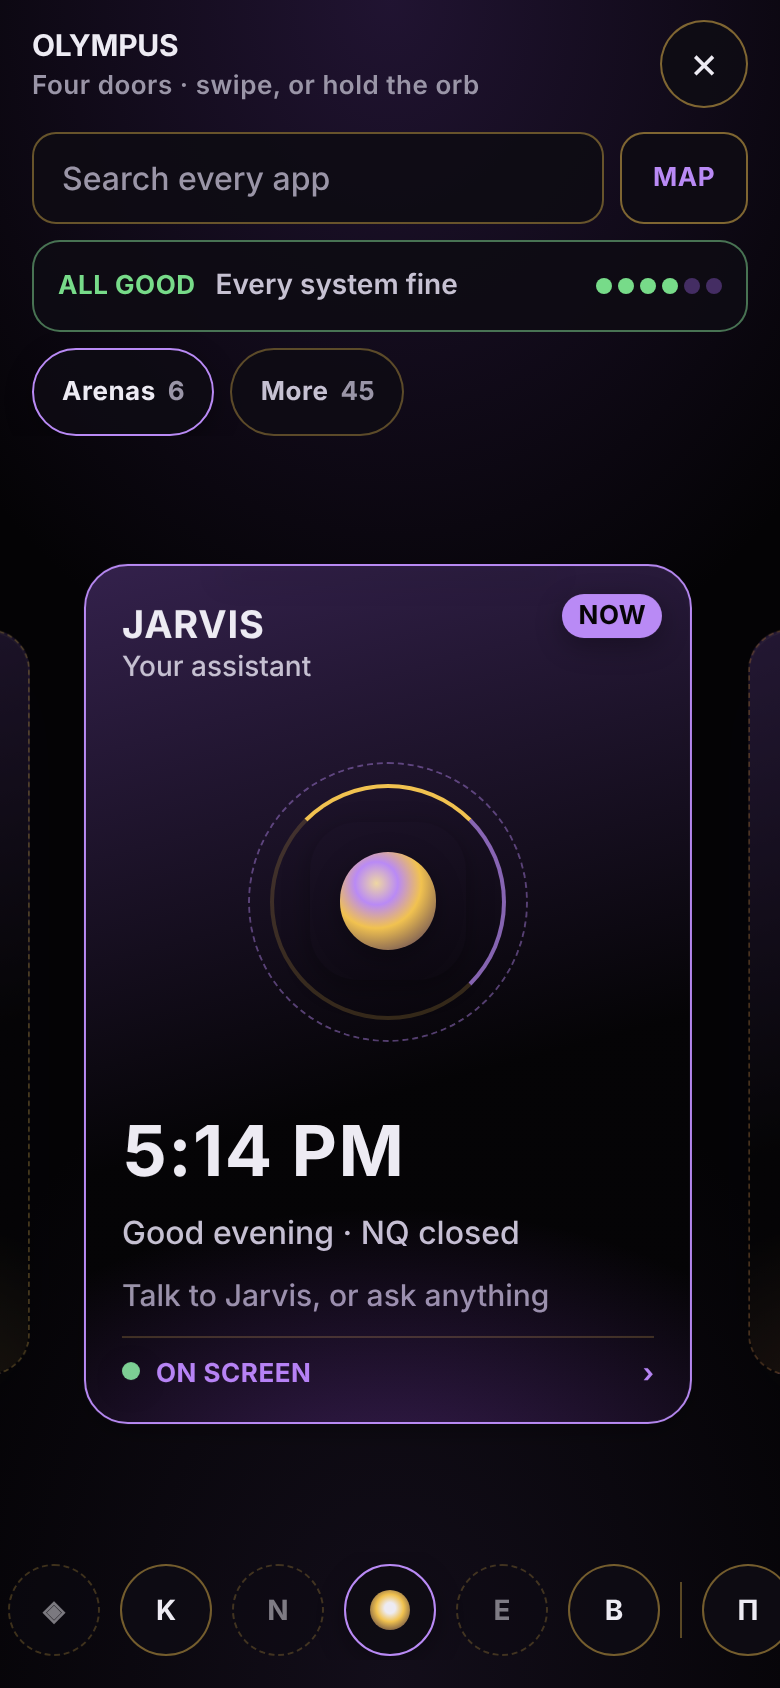 OLYMPUS
Four doors · swipe, or hold the orb
✕
Search every app
MAP
ALL GOOD Every system fine
Arenas 6
More 45
JARVIS
NOW
Your assistant
5:14 PM
Good evening · NQ closed
Talk to Jarvis, or ask anything
ON SCREEN ›
◈ K N E B Π